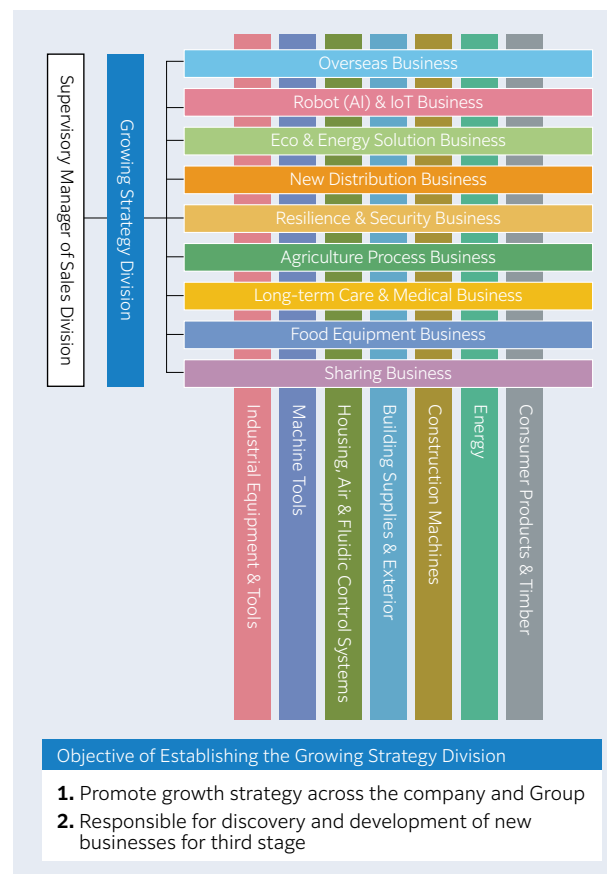 Supervisory Manager of Sales Division
Growing Strategy Division
Overseas Business
Robot (AI) & IoT Business
Eco & Energy Solution Business
New Distribution Business
Resilience & Security Business
Agriculture Process Business
Long-term Care & Medical Business
Food Equipment Business
Sharing Business
Industrial Equipment & Tools
Machine Tools
Housing, Air & Fluidic Control Systems
Building Supplies & Exterior
Construction Machines
Energy
Consumer Products & Timber
Objective of Establishing the Growing Strategy Division
1. Promote growth strategy across the company and Group
2. Responsible for discovery and development of new
businesses for third stage